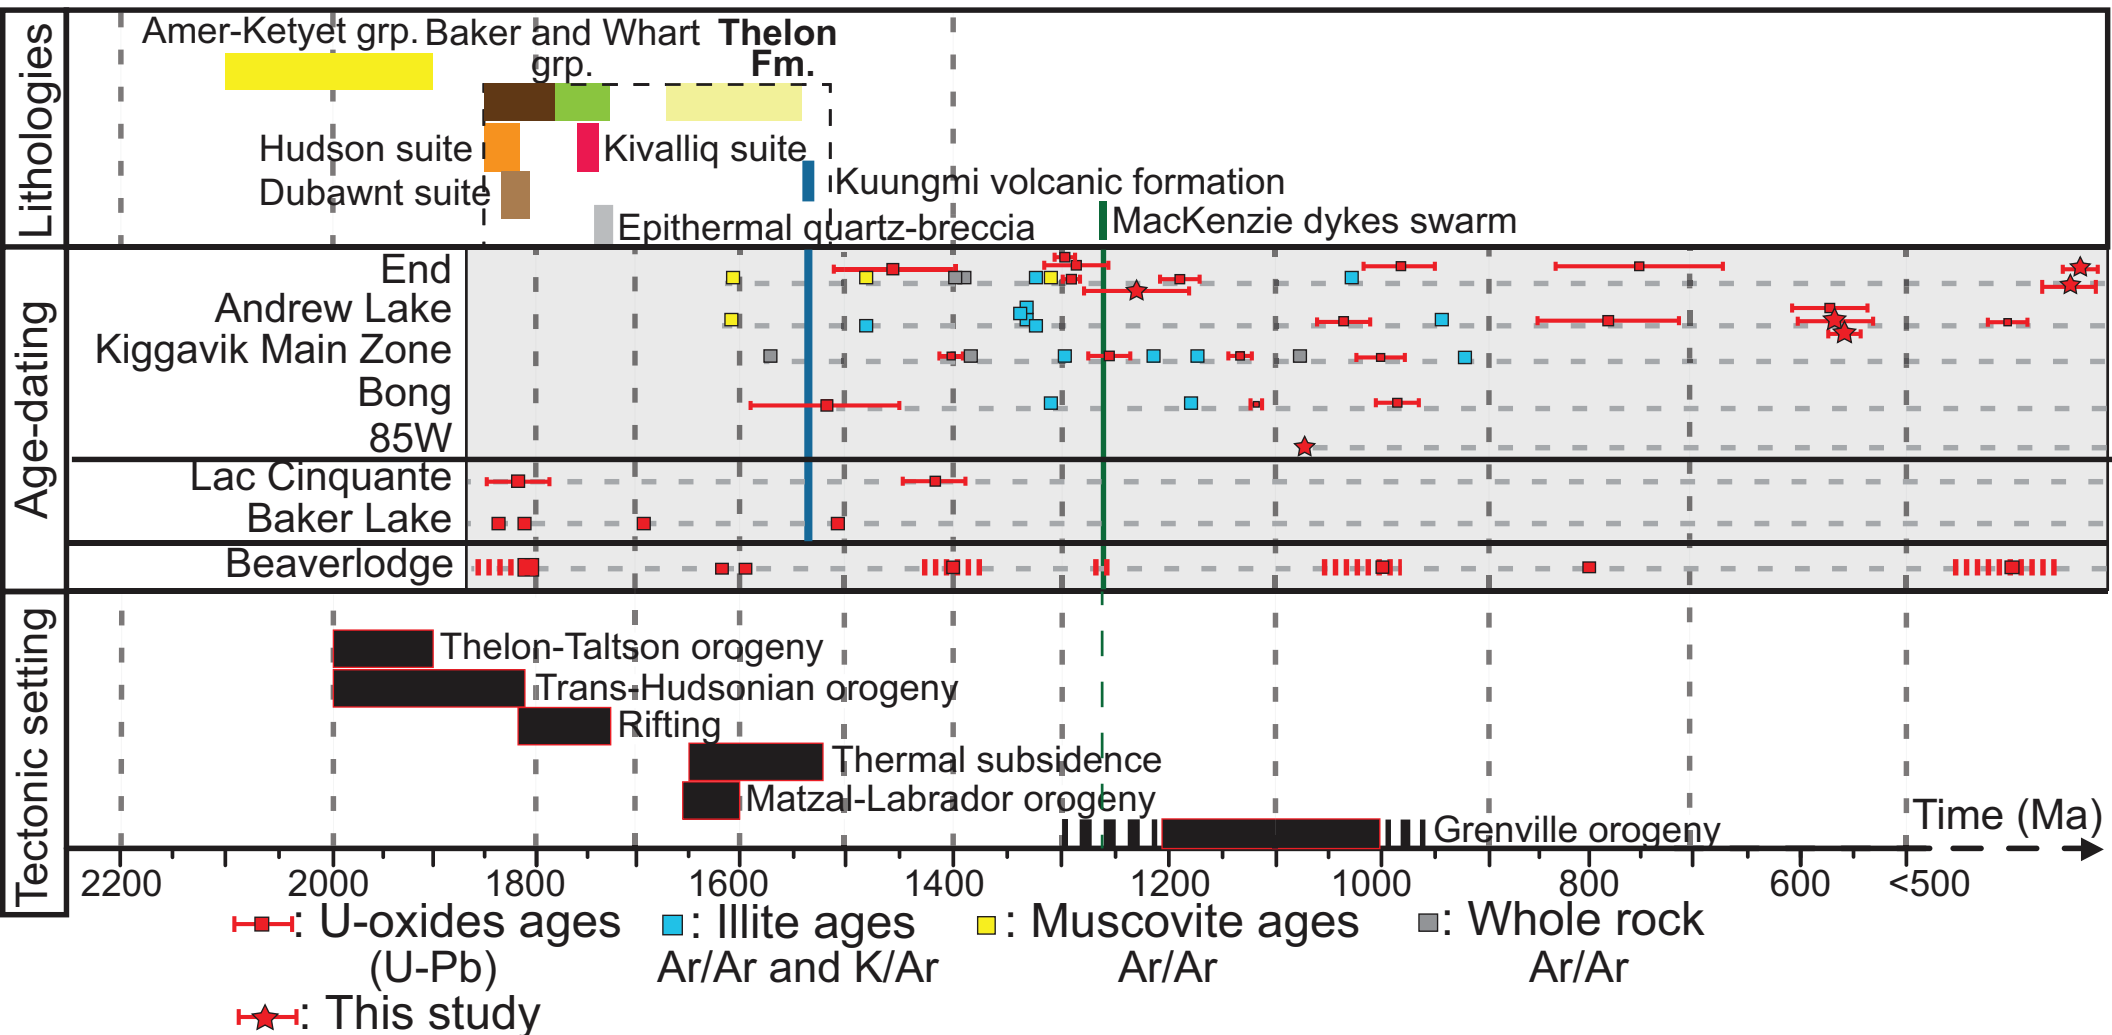 Lithologies
Amer-Ketyet grp.
Baker and Whart
grp.
Thelon
Fm.
Hudson suite
Kivalliq suite
Dubawnt suite
Kuungmi volcanic formation
Epithermal quartz-breccia
MacKenzie dykes swarm
Age-dating
End
Andrew Lake
Kiggavik Main Zone
Bong
85W
Lac Cinquante
Baker Lake
Beaverlodge
Tectonic setting
Thelon-Taltson orogeny
Trans-Hudsonian orogeny
Rifting
Thermal subsidence
Matzal-Labrador orogeny
Grenville orogeny
Time (Ma)
2200 2000 1800 1600 1400 1200 1000 800 600 <500
: U-oxides ages
(U-Pb)
: Illite ages
Ar/Ar and K/Ar
: Muscovite ages
Ar/Ar
: Whole rock
Ar/Ar
: This study